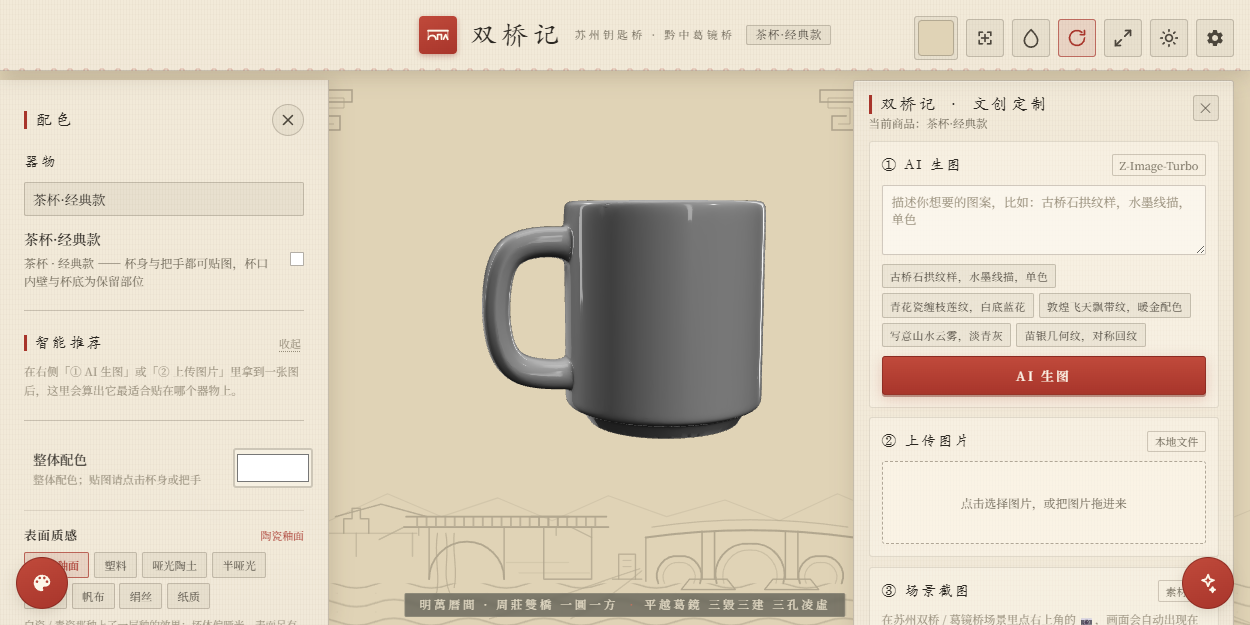 双桥记
苏州钥匙桥 · 黔中葛镜桥
茶杯·经典款
配色
器物
茶杯·经典款
茶杯·经典款
茶杯 · 经典款 —— 杯身与把手都可贴图，杯口
内壁与杯底为保留部位
智能推荐
收起
在右侧「① AI 生图」或「② 上传图片」里拿到一张图
后，这里会算出它最适合贴在哪个器物上。
整体配色
整体配色；贴图请点击杯身或把手
表面质感
陶瓷釉面
釉面
塑料
哑光陶土
半哑光
帆布
绢丝
纸质
明萬曆間 · 周莊雙橋 一圓一方 · 平越葛鏡 三毀三建 三孔凌虚
双桥记 · 文创定制
当前商品：茶杯·经典款
① AI 生图
Z-Image-Turbo
描述你想要的图案，比如：古桥石拱纹样，水墨线描，
单色
古桥石拱纹样，水墨线描，单色
青花瓷缠枝莲纹，白底蓝花
敦煌飞天飘带纹，暖金配色
写意山水云雾，淡青灰
苗银几何纹，对称回纹
AI 生图
② 上传图片
本地文件
点击选择图片，或把图片拖进来
③ 场景截图
在苏州双桥 / 葛镜桥场景里点右上角的 📷，画面会自动出现在